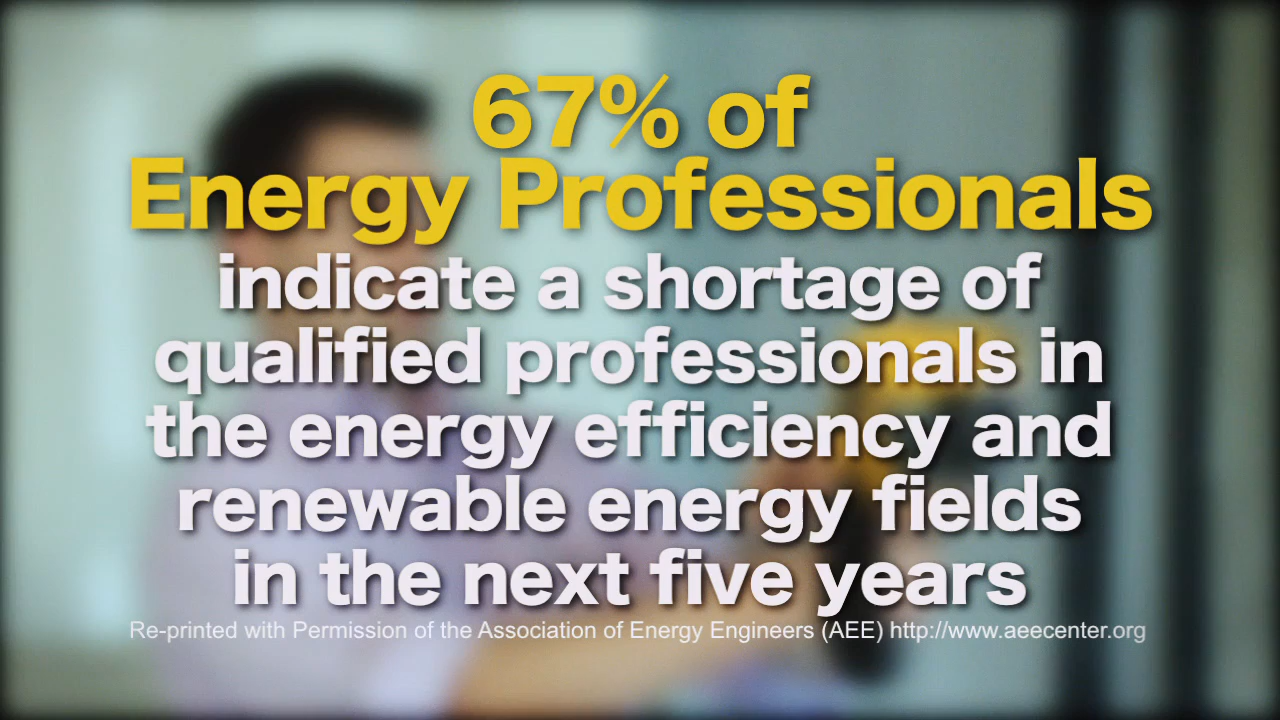 67% of
Energy Professionals
indicate a shortage of
qualified professionals in
the energy efficiency and
renewable energy fields
in the next five years
Re-printed with Permission of the Association of Energy Engineers (AEE) http://www.aeecenter.org